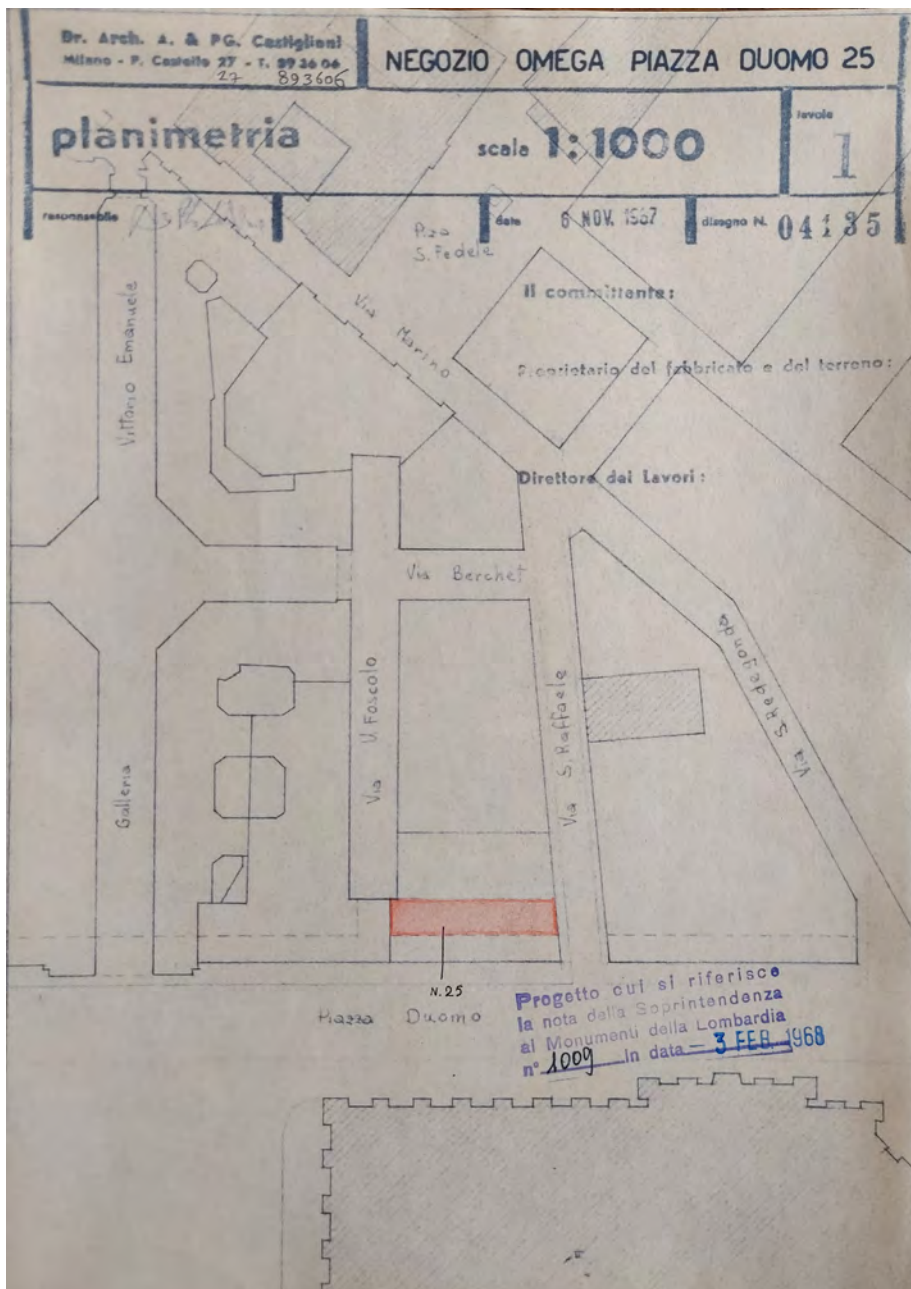 Dr. Arch. A. & PG. Castiglioni
Milano - P. Castello 27 - T. 89 36 06
27 893606
NEGOZIO OMEGA PIAZZA DUOMO 25
planimetria
scala 1:1000
tavola
1
responsabile
data 6 NOV. 1967
disegno N. 04135
P.zza
S. Fedele
Il committente:
Via Marino
Vittorio Emanuele
Proprietario del fabbricato e del terreno:
Direttore dei Lavori:
Via Berchet
Via S. Redegonda
Via U. Foscolo
Via S. Raffaele
Galleria
N. 25
Piazza Duomo
Progetto cui si riferisce
la nota della Soprintendenza
ai Monumenti della Lombardia
n° 1009 in data - 3 FEB. 1968